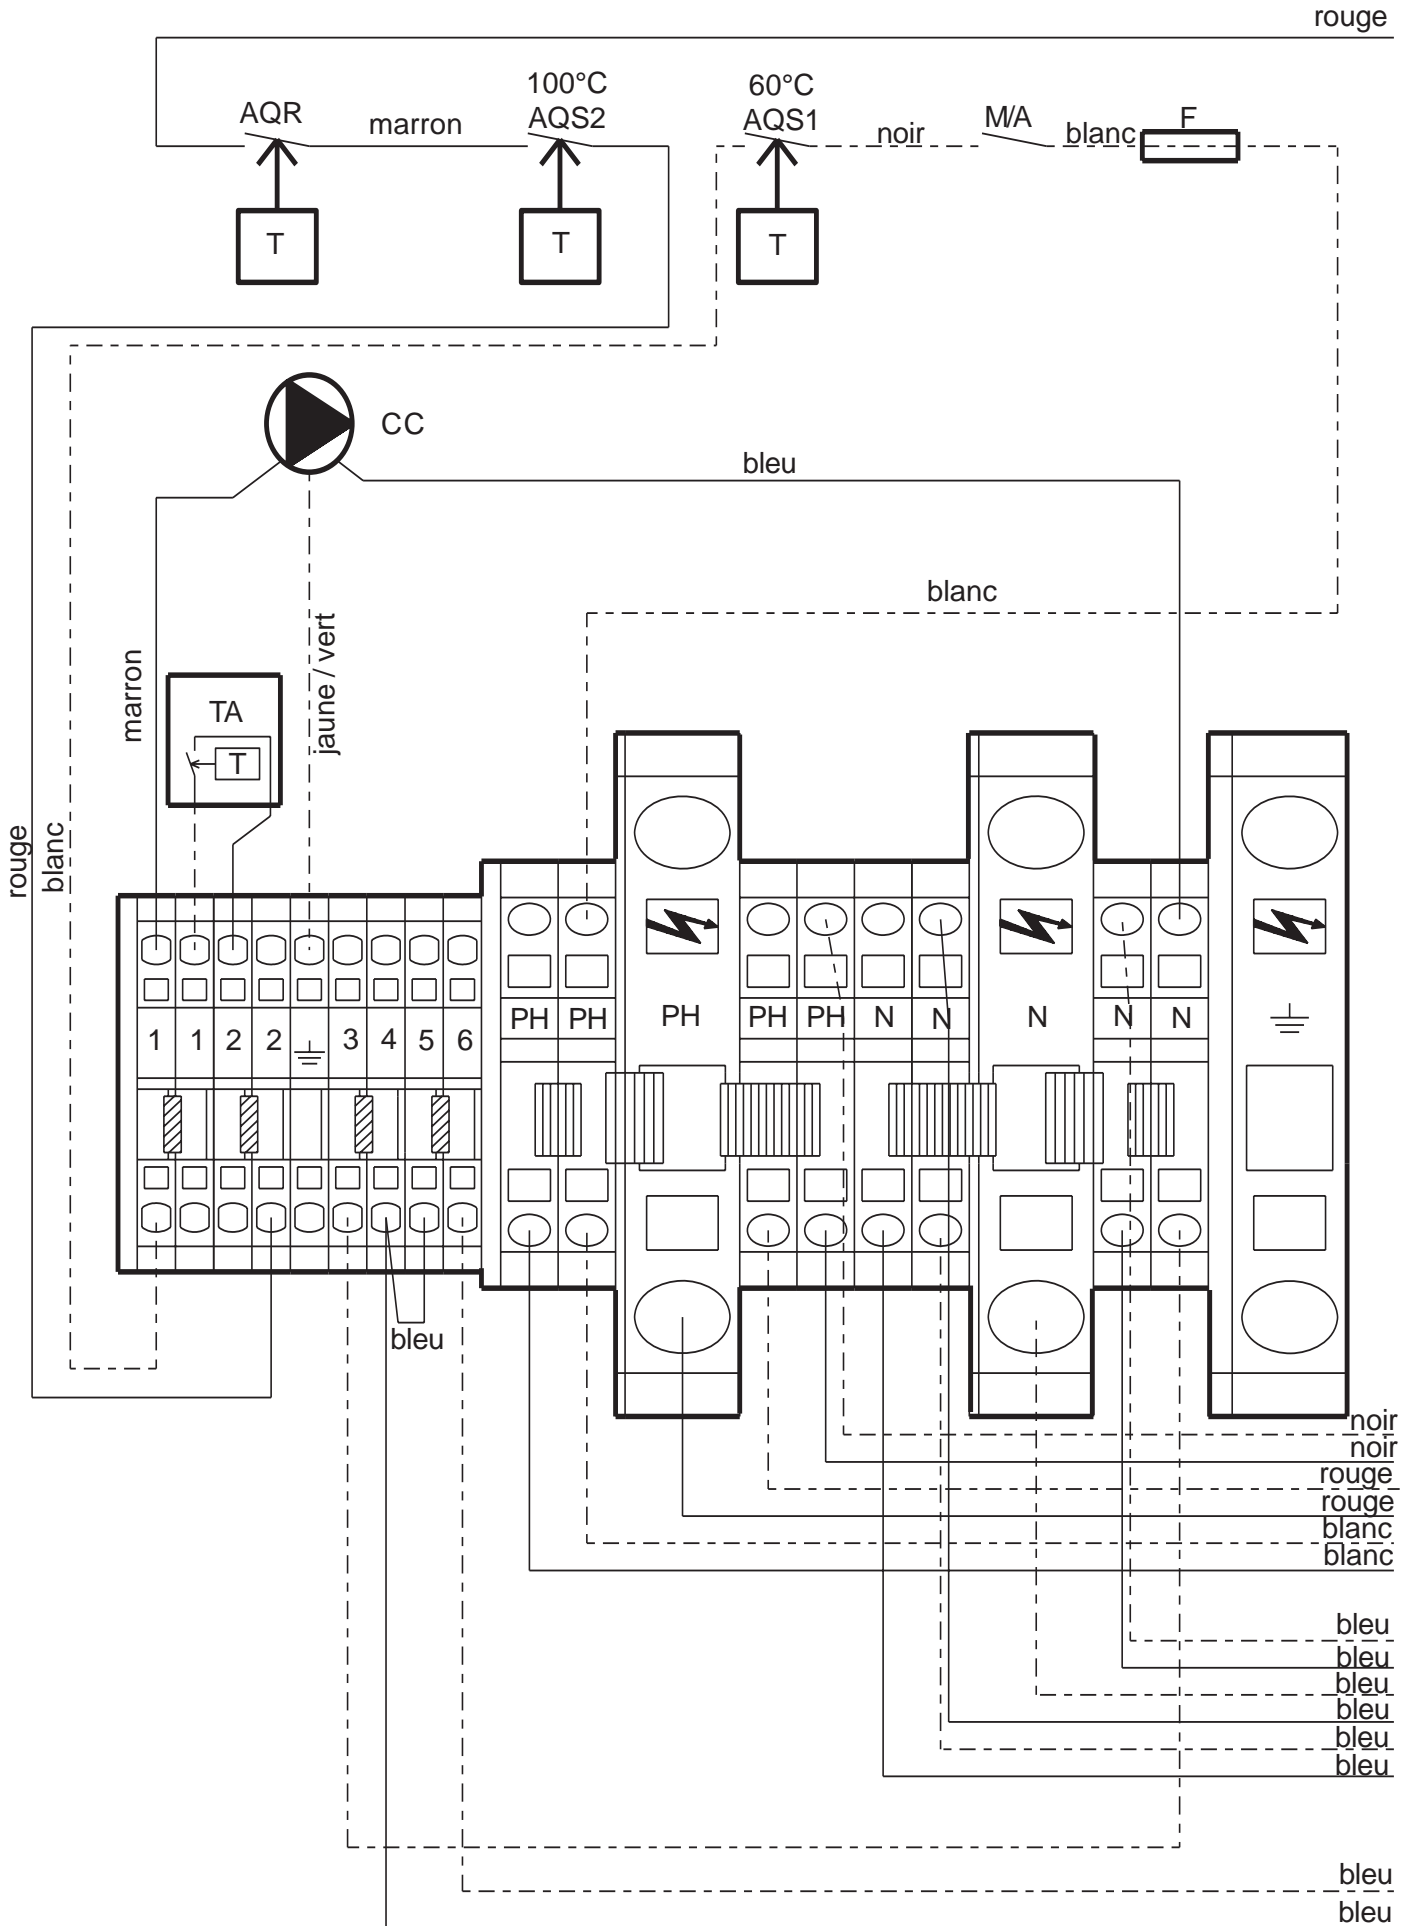 rouge
100°C
60°C
AQR
marron
AQS2
AQS1
noir
M/A
blanc
F
T
T
T
CC
bleu
blanc
marron
jaune / vert
TA
T
rouge
blanc
1 1 2 2 3 4 5 6
PH PH PH PH PH N N N N N
bleu
noir
noir
rouge
rouge
blanc
blanc
bleu
bleu
bleu
bleu
bleu
bleu
bleu
bleu